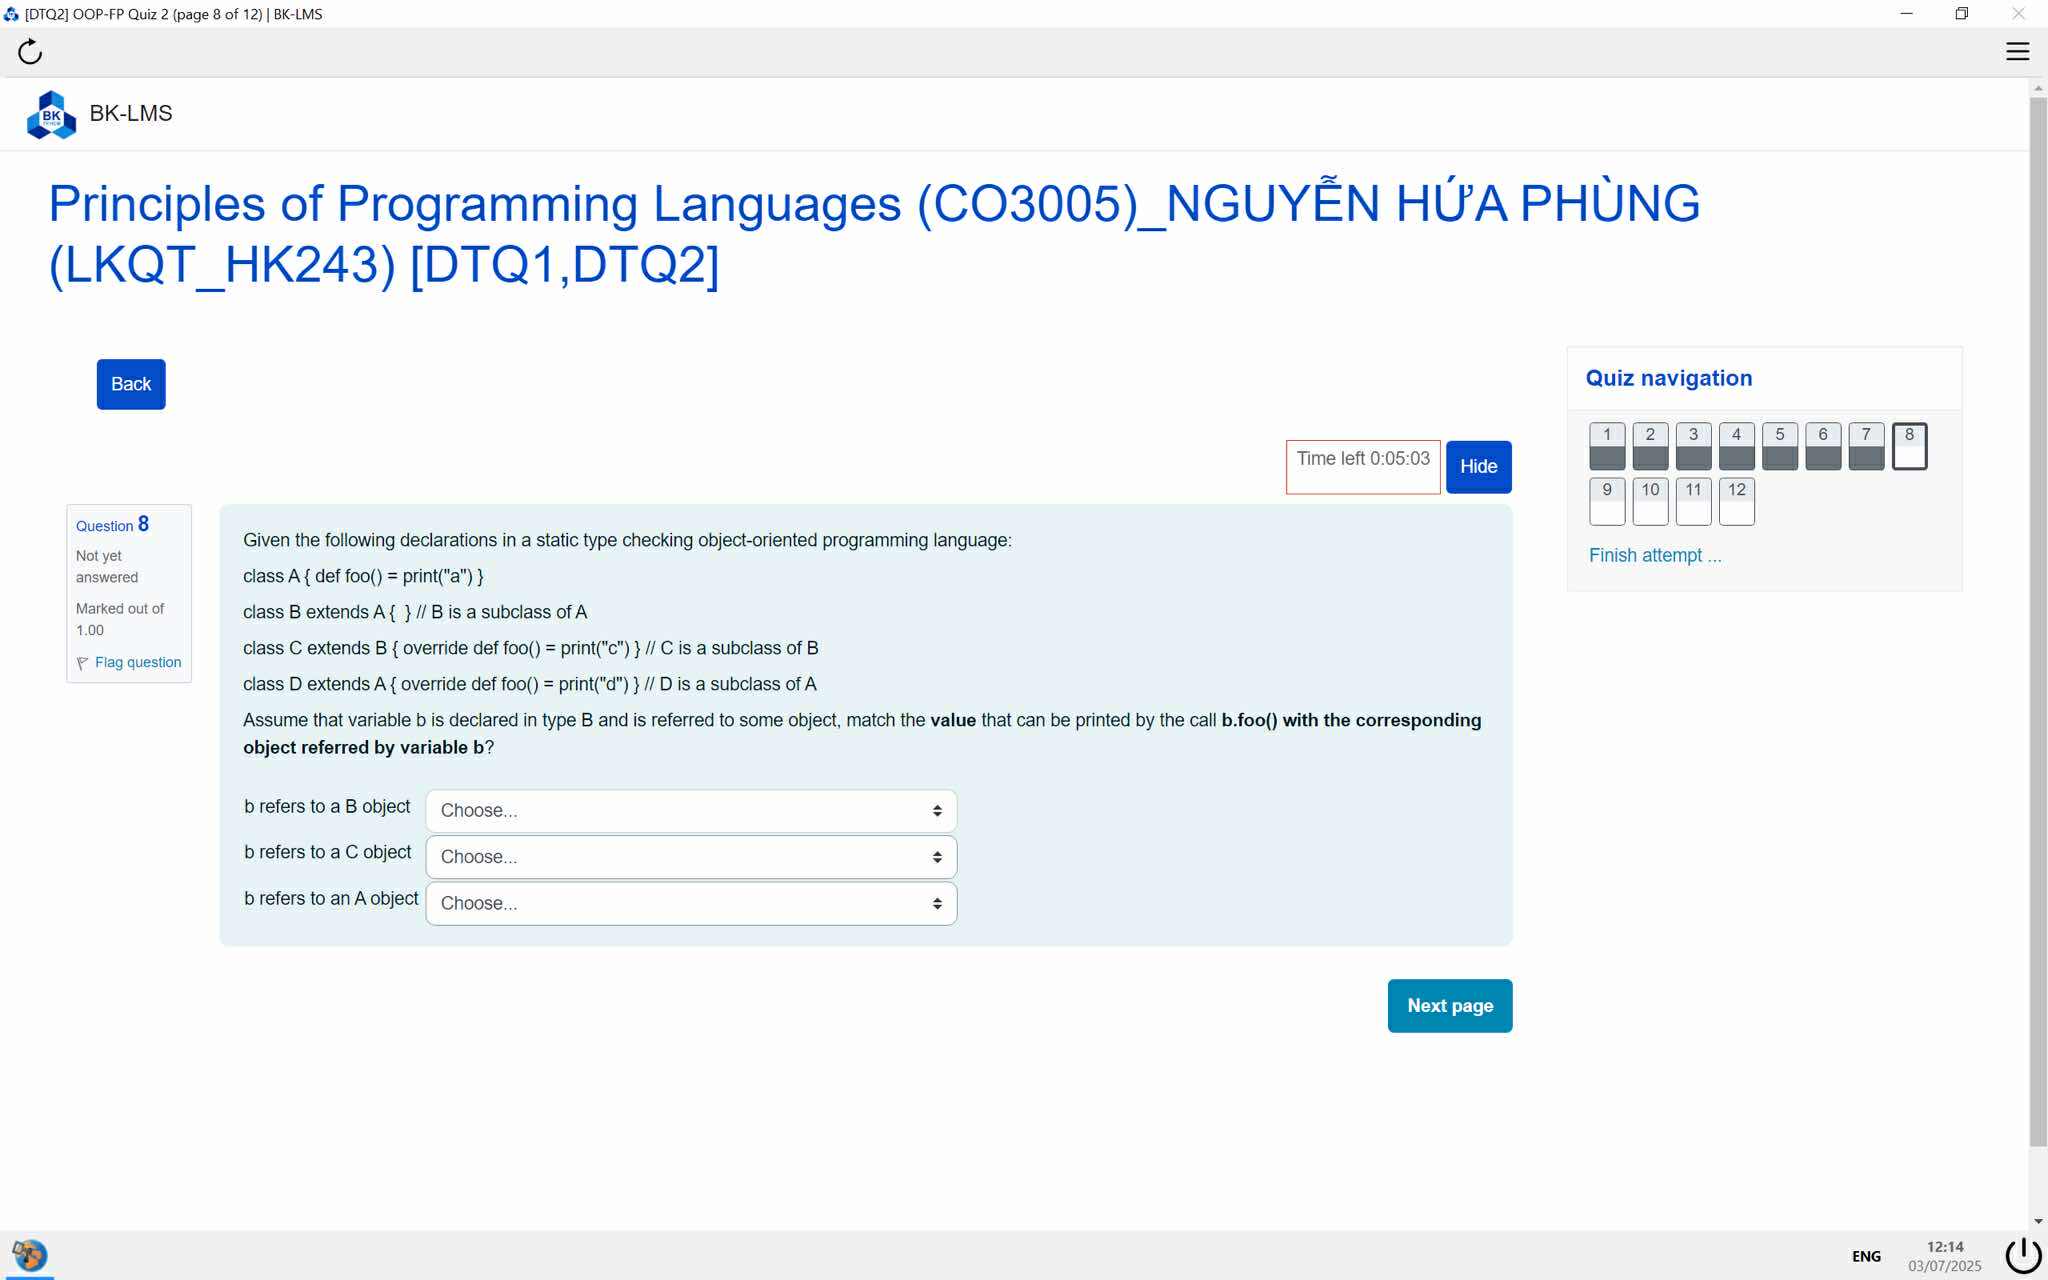 [DTQ2] OOP-FP Quiz 2 (page 8 of 12) | BK-LMS
BK
BK-LMS
Principles of Programming Languages (CO3005)_NGUYỄN HỨA PHÙNG
(LKQT_HK243) [DTQ1,DTQ2]
Back
Quiz navigation
1 2 3 4 5 6 7 8
9 10 11 12
Finish attempt ...
Time left 0:05:03
Hide
Question 8
Not yet
answered
Marked out of
1.00
Flag question
Given the following declarations in a static type checking object-oriented programming language:
class A { def foo() = print("a") }
class B extends A {  } // B is a subclass of A
class C extends B { override def foo() = print("c") } // C is a subclass of B
class D extends A { override def foo() = print("d") } // D is a subclass of A
Assume that variable b is declared in type B and is referred to some object, match the value that can be printed by the call b.foo() with the corresponding
object referred by variable b?
b refers to a B object Choose...
b refers to a C object Choose...
b refers to an A object Choose...
Next page
ENG
12:14
03/07/2025